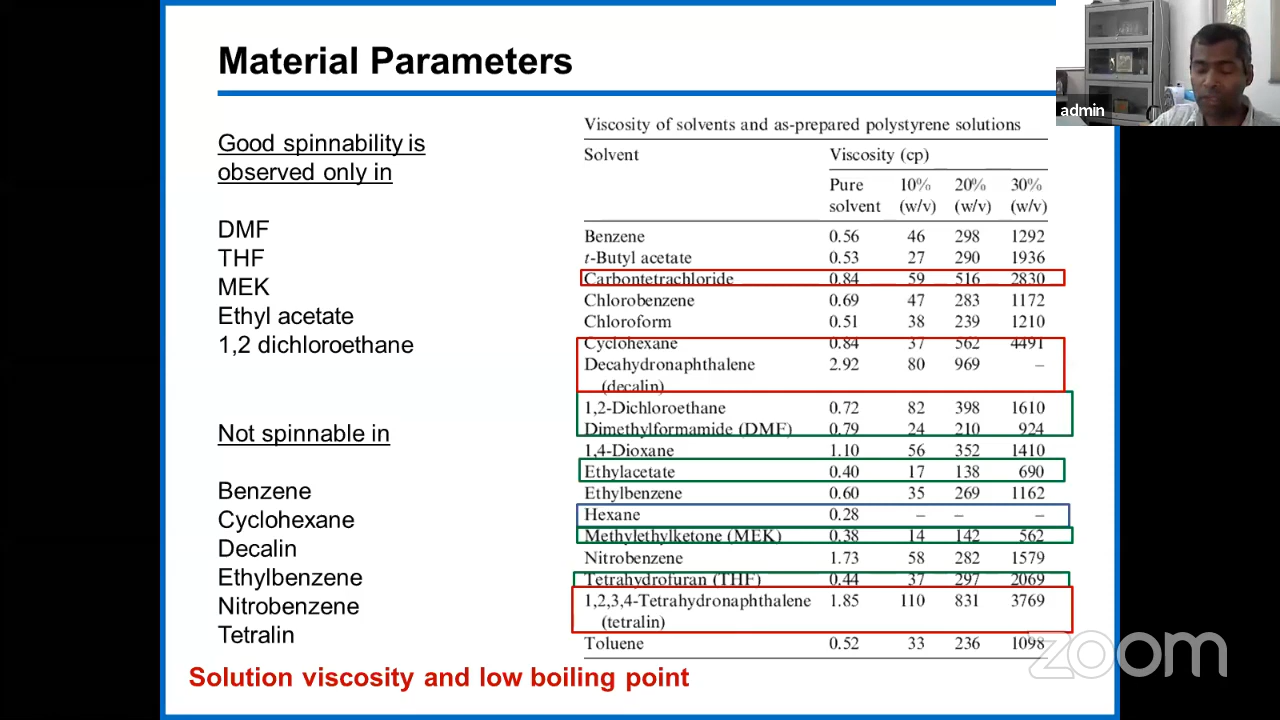 Material Parameters
admin
Good spinnability is
observed only in
DMF
THF
MEK
Ethyl acetate
1,2 dichloroethane
Not spinnable in
Benzene
Cyclohexane
Decalin
Ethylbenzene
Nitrobenzene
Tetralin
Solution viscosity and low boiling point
Viscosity of solvents and as-prepared polystyrene solutions
Solvent Viscosity (cp)
Pure 10% 20% 30%
solvent (w/v) (w/v) (w/v)
Benzene 0.56 46 298 1292
t-Butyl acetate 0.53 27 290 1936
Carbontetrachloride 0.84 59 516 2830
Chlorobenzene 0.69 47 283 1172
Chloroform 0.51 38 239 1210
Cyclohexane 0.84 37 562 4491
Decahydronaphthalene 2.92 80 969 –
(decalin)
1,2-Dichloroethane 0.72 82 398 1610
Dimethylformamide (DMF) 0.79 24 210 924
1,4-Dioxane 1.10 56 352 1410
Ethylacetate 0.40 17 138 690
Ethylbenzene 0.60 35 269 1162
Hexane 0.28 – – –
Methylethylketone (MEK) 0.38 14 142 562
Nitrobenzene 1.73 58 282 1579
Tetrahydrofuran (THF) 0.44 37 297 2069
1,2,3,4-Tetrahydronaphthalene 1.85 110 831 3769
(tetralin)
Toluene 0.52 33 236 1098
zoom